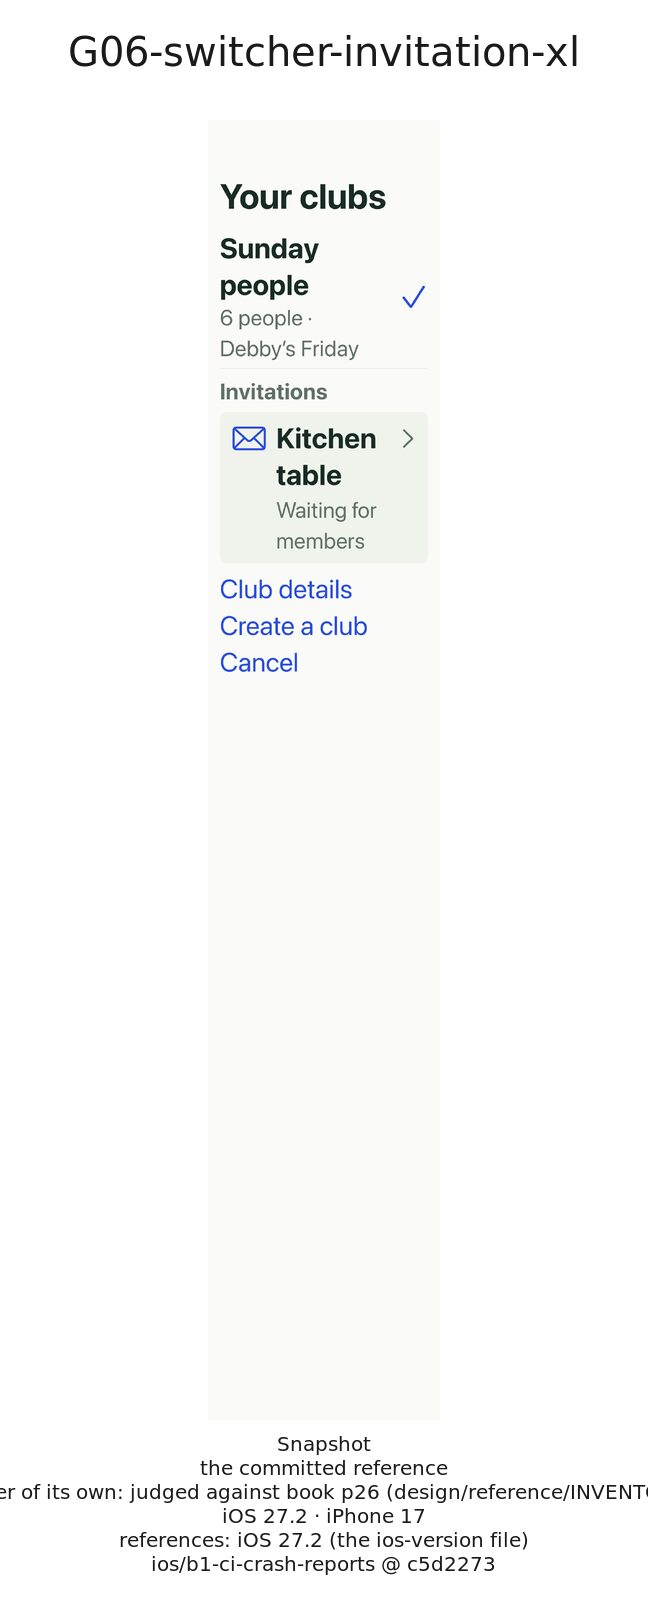 G06-switcher-invitation-xl
Your clubs
Sunday
people
6 people ·
Debby’s Friday
Invitations
Kitchen
table
Waiting for
members
Club details
Create a club
Cancel
Snapshot
the committed reference
of its own: judged against book p26 (design/reference/
iOS 27.2 · iPhone 17
references: iOS 27.2 (the ios-version file)
ios/b1-ci-crash-reports @ c5d2273